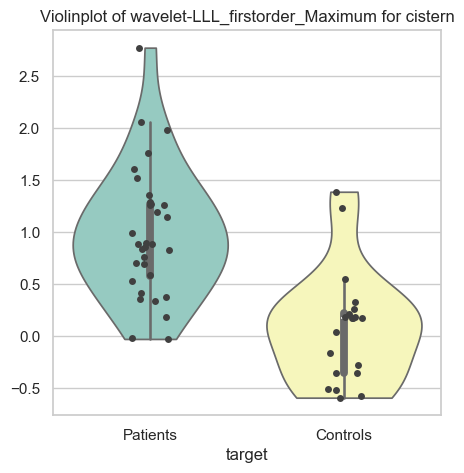 Violinplot of wavelet-LLL_firstorder_Maximum for cistern
2.5
2.0
1.5
1.0
0.5
0.0
−0.5
Patients Controls
target